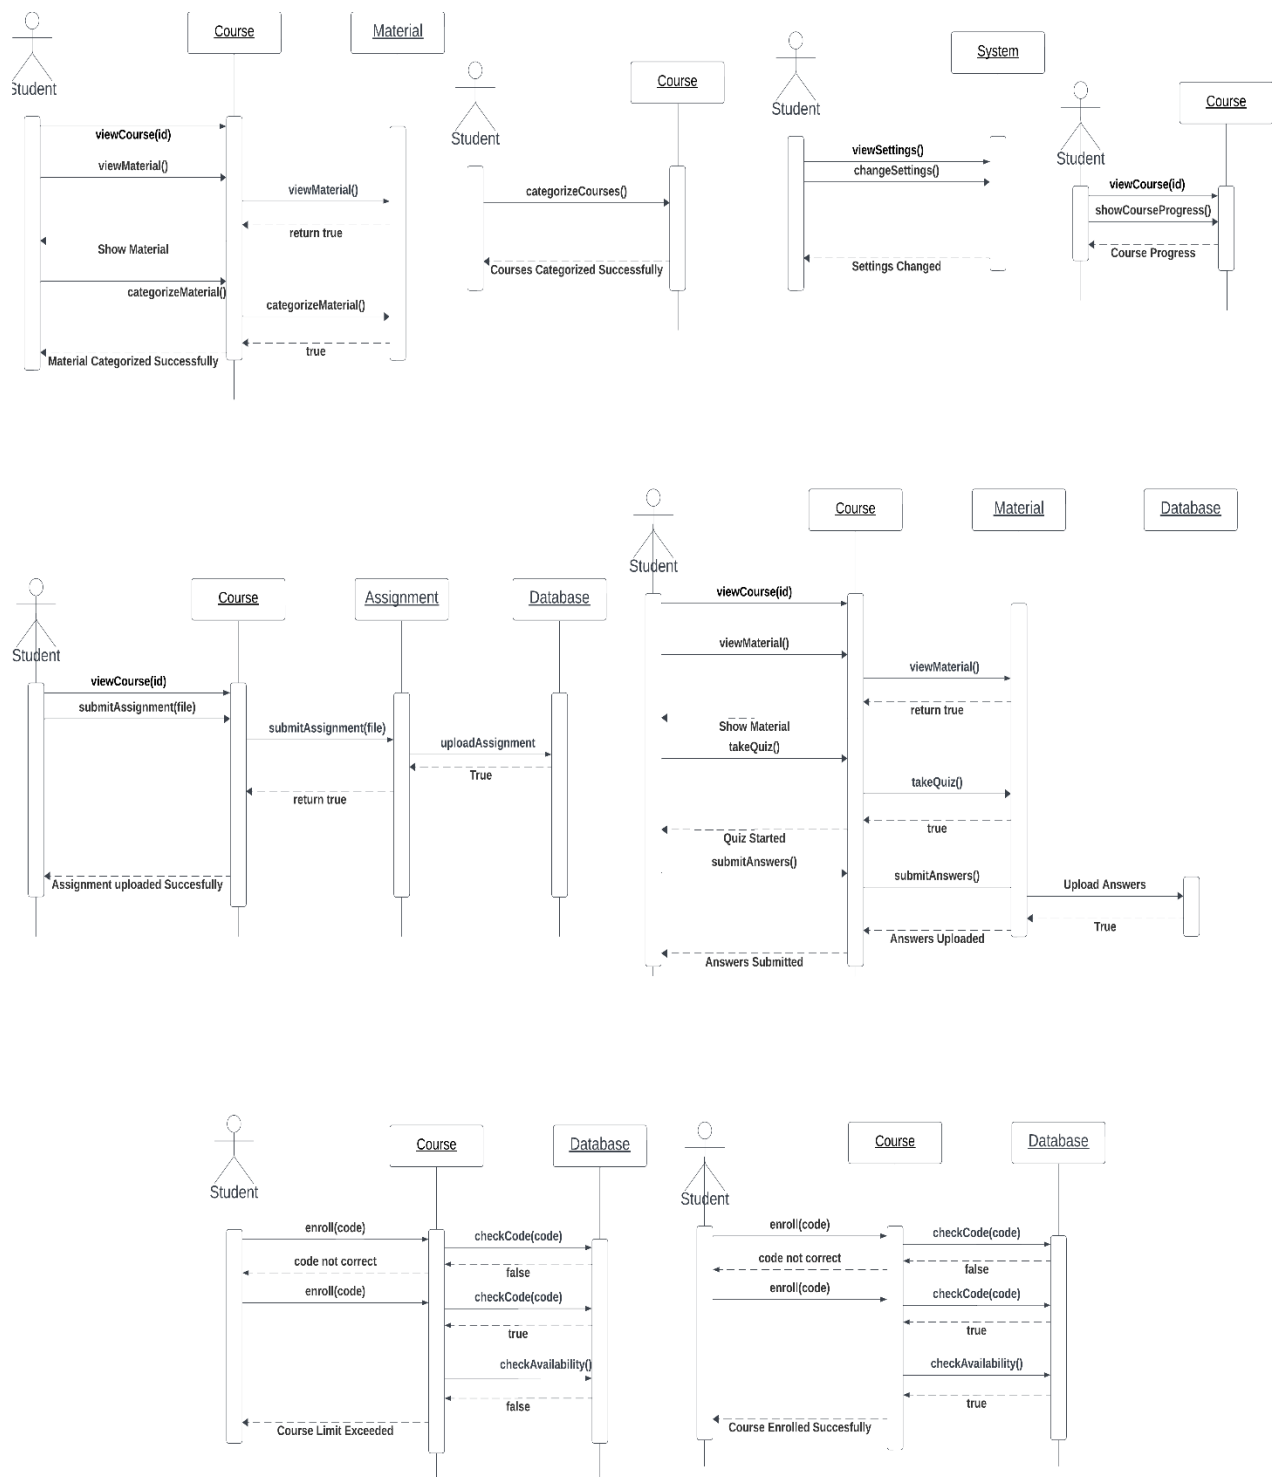 Course
Material
Student
viewCourse(id)
viewMaterial()
viewMaterial()
return true
Show Material
categorizeMaterial()
categorizeMaterial()
true
Material Categorized Successfully
Course
Student
categorizeCourses()
Courses Categorized Successfully
System
Student
viewSettings()
changeSettings()
Settings Changed
Course
Student
viewCourse(id)
showCourseProgress()
Course Progress
Course
Assignment
Database
Student
viewCourse(id)
submitAssignment(file)
submitAssignment(file)
uploadAssignment
True
return true
Assignment uploaded Succesfully
Course
Material
Database
Student
viewCourse(id)
viewMaterial()
viewMaterial()
return true
Show Material
takeQuiz()
takeQuiz()
true
Quiz Started
submitAnswers()
submitAnswers()
Upload Answers
True
Answers Uploaded
Answers Submitted
Course
Database
Student
enroll(code)
checkCode(code)
code not correct
false
enroll(code)
checkCode(code)
true
checkAvailability()
false
Course Limit Exceeded
Course
Database
Student
enroll(code)
checkCode(code)
code not correct
false
enroll(code)
checkCode(code)
true
checkAvailability()
true
Course Enrolled Succesfully